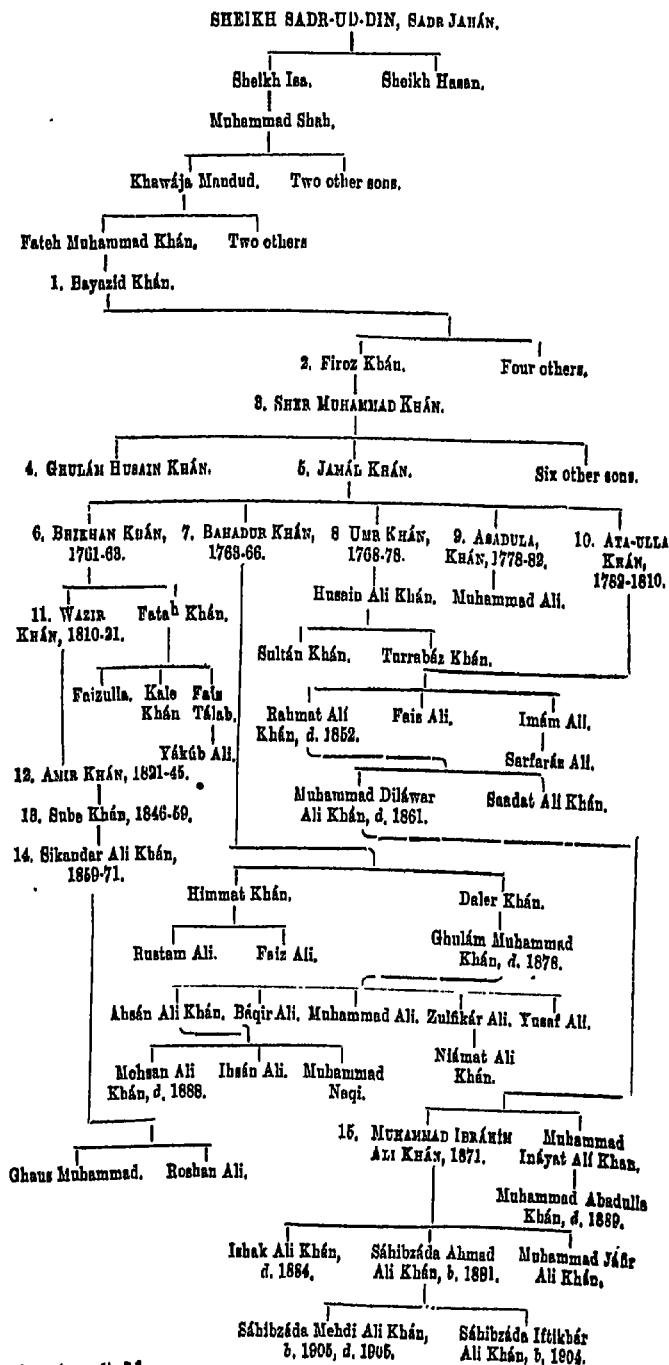 SHEIKH SADR-UD-DIN, SADR JAHÁN.
Sheikh Isa. Sheikh Hasan.
Muhammad Shah.
Khawája Maudud. Two other sons.
Fateh Muhammad Khán. Two others
1. Bayazid Khán.
2. Firoz Khán. Four others.
3. SHER MUHAMMAD KHÁN.
4. GHULÁM HUSAIN KHÁN. 5. JAMÁL KHÁN. Six other sons.
6. BHIKHAN KHÁN, 7. BAHADUR KHÁN, 8 UMR KHÁN, 9. ASADULA, 10. ATA-ULLA
1761-63. 1763-66. 1768-78. KHÁN, 1778-82. KHÁN,
1782-1810.
Husain Ali Khán. Muhammad Ali.
11. WAZIR Fatah Khán.
KHÁN, 1810-21.
Sultán Khán. Turrabáz Khán.
Faizulla. Kale Faiz
Khán Tálab.
Rahmat Alí Faiz Ali. Imám Ali.
Khán, d. 1852.
Yákúb Ali. Sarfaráz Ali.
12. AMIR KHÁN, 1821-45.
Muhammad Diláwar Saadat Ali Khán.
Ali Khán, d. 1861.
13. Sube Khán, 1846-59.
14. Sikandar Ali Khán,
1859-71.
Himmat Khán. Daler Khán.
Rustam Ali. Faiz Ali. Ghulám Muhammad
Khán, d. 1878.
Ahsán Ali Khán. Báqir Ali. Muhammad Ali. Zulfikár Ali. Yusaf Ali.
Mohsan Ali Ihsán Ali. Muhammad Niámat Ali
Khán, d. 1888. Naqi. Khán.
15. MUHAMMAD IBRÁHIM Muhammad
ALI KHÁN, 1871. Ináyat Alí Khan.
Ghaus Muhammad. Roshan Ali.
Muhammad Abadulla
Khán, d. 1889.
Ishak Ali Khán, Sáhibzáda Ahmad Muhammad Jáfir
d. 1884. Ali Khán, b. 1881. Ali Khán.
Sáhibzáda Mehdi Ali Khán, Sáhibzáda Iftikhár
b. 1905, d. 1905. Ali Khán, b. 1904.